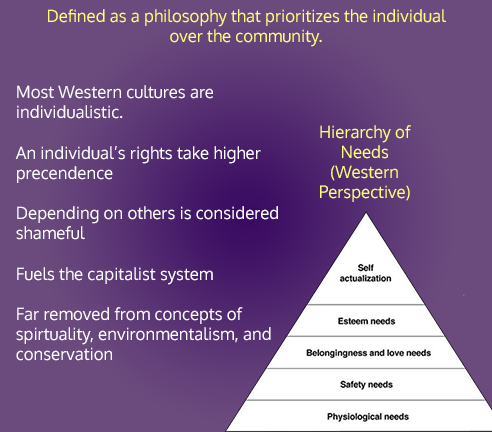 Defined as a philosophy that prioritizes the individual
over the community.
Most Western cultures are
individualistic.
An individual's rights take higher
precendence
Depending on others is considered
shameful
Fuels the capitalist system
Far removed from concepts of
spirtuality, environmentalism, and
conservation
Hierarchy of
Needs
(Western
Perspective)
Self
actualization
Esteem needs
Belongingness and love needs
Safety needs
Physiological needs